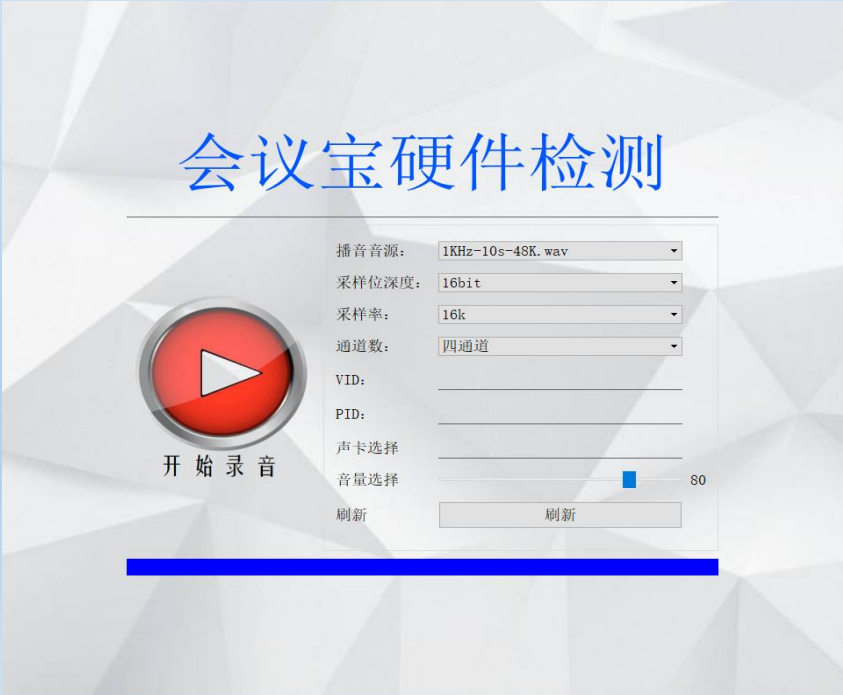 会议宝硬件检测
播音音源: 1KHz-10s-48K.wav
采样位深度: 16bit
采样率: 16k
通道数: 四通道
VID:
PID:
声卡选择
音量选择 80
刷新 刷新
开始录音